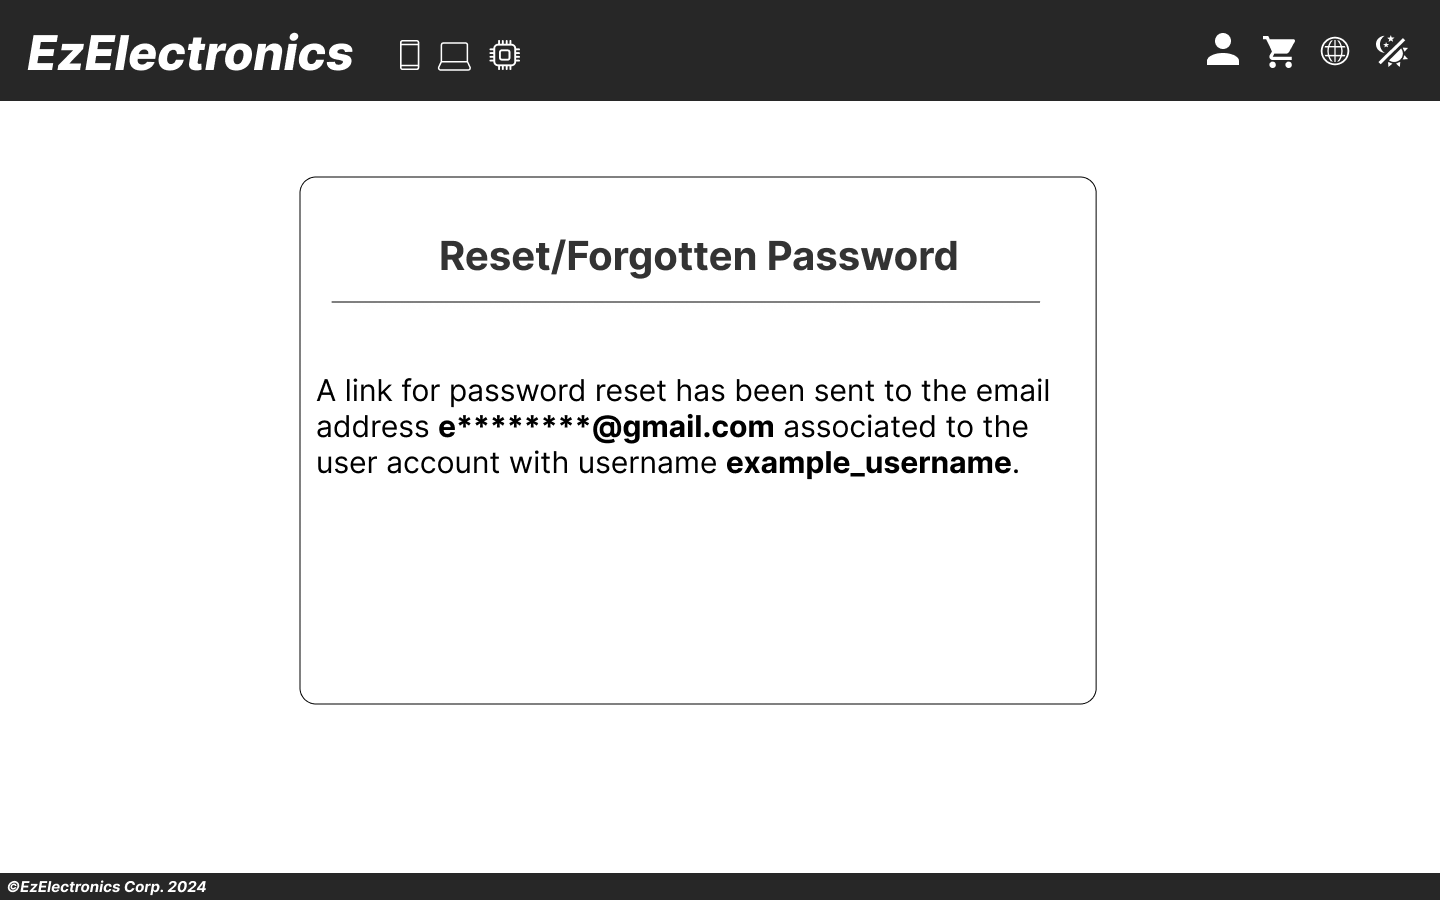 EzElectronics
Reset/Forgotten Password
A link for password reset has been sent to the email
address e********@gmail.com associated to the
user account with username example_username.
©EzElectronics Corp. 2024